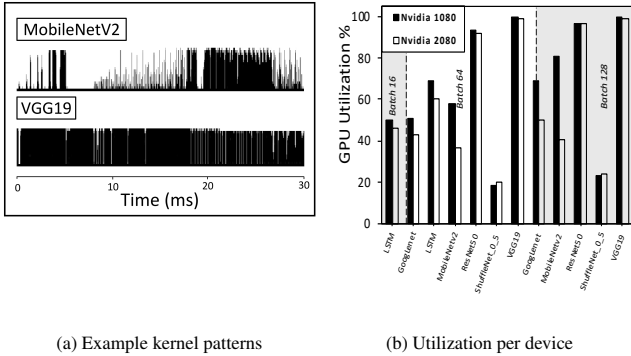 MobileNetV2
VGG19
0 10 20 30
Time (ms)
(a) Example kernel patterns
GPU Utilization %
100
80
60
40
20
0
Nvidia 1080
Nvidia 2080
Batch 16
Batch 64
Batch 128
LSTM
Googlenet
LSTM
MobileNetv2
ResNet50
ShuffleNet_0_5
VGG19
Googlenet
MobileNetv2
ResNet50
ShuffleNet_0_5
VGG19
(b) Utilization per device